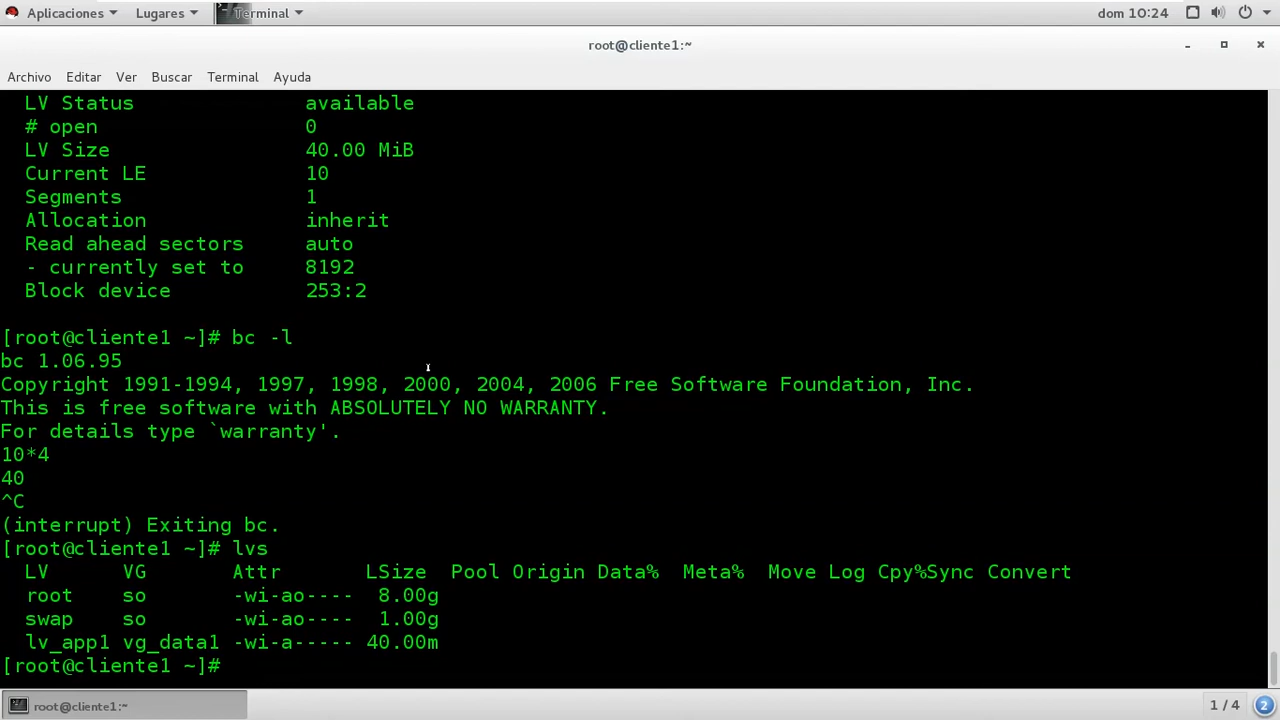 Aplicaciones Lugares Terminal dom 10:24
root@cliente1:~
Archivo Editar Ver Buscar Terminal Ayuda
LV Status available
# open 0
LV Size 40.00 MiB
Current LE 10
Segments 1
Allocation inherit
Read ahead sectors auto
- currently set to 8192
Block device 253:2
[root@cliente1 ~]# bc -l
bc 1.06.95
Copyright 1991-1994, 1997, 1998, 2000, 2004, 2006 Free Software Foundation, Inc.
This is free software with ABSOLUTELY NO WARRANTY.
For details type `warranty'.
10*4
40
^C
(interrupt) Exiting bc.
[root@cliente1 ~]# lvs
LV VG Attr LSize Pool Origin Data% Meta% Move Log Cpy%Sync Convert
root so -wi-ao---- 8.00g
swap so -wi-ao---- 1.00g
lv_app1 vg_data1 -wi-a----- 40.00m
[root@cliente1 ~]#
root@cliente1:~ 1 / 4 2